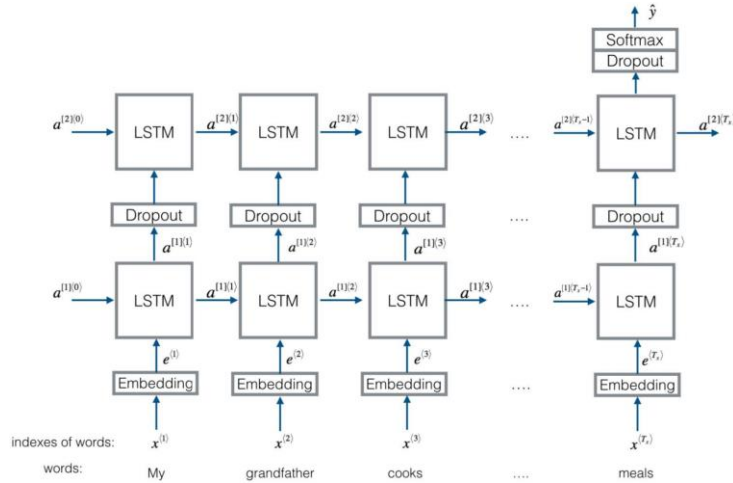 ŷ
Softmax
Dropout
a^{[2]⟨0⟩} LSTM a^{[2]⟨1⟩} LSTM a^{[2]⟨2⟩} LSTM a^{[2]⟨3⟩} .... a^{[2]⟨T_x-1⟩} LSTM a^{[2]⟨T_x⟩}
Dropout Dropout Dropout .... Dropout
a^{[1]⟨1⟩} a^{[1]⟨2⟩} a^{[1]⟨3⟩} a^{[1]⟨T_x⟩}
a^{[1]⟨0⟩} LSTM a^{[1]⟨1⟩} LSTM a^{[1]⟨2⟩} LSTM a^{[1]⟨3⟩} .... a^{[1]⟨T_x-1⟩} LSTM
e^{⟨1⟩} e^{⟨2⟩} e^{⟨3⟩} e^{⟨T_x⟩}
Embedding Embedding Embedding .... Embedding
indexes of words: x^{⟨1⟩} x^{⟨2⟩} x^{⟨3⟩} x^{⟨T_x⟩}
words: My grandfather cooks .... meals